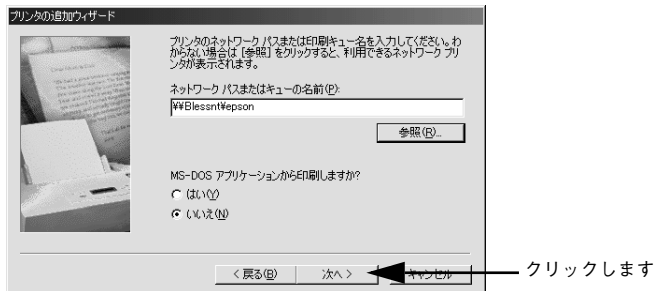 プリンタの追加ウィザード
プリンタのネットワーク パスまたは印刷キュー名を入力してください。わ
からない場合は [参照] をクリックすると、利用できるネットワーク プリ
ンタが表示されます。
ネットワーク パスまたはキューの名前(P):
¥¥Blessnt¥epson
参照(R)...
MS-DOS アプリケーションから印刷しますか?
はい(Y)
いいえ(N)
< 戻る(B)
次へ >
キャンセル
クリックします